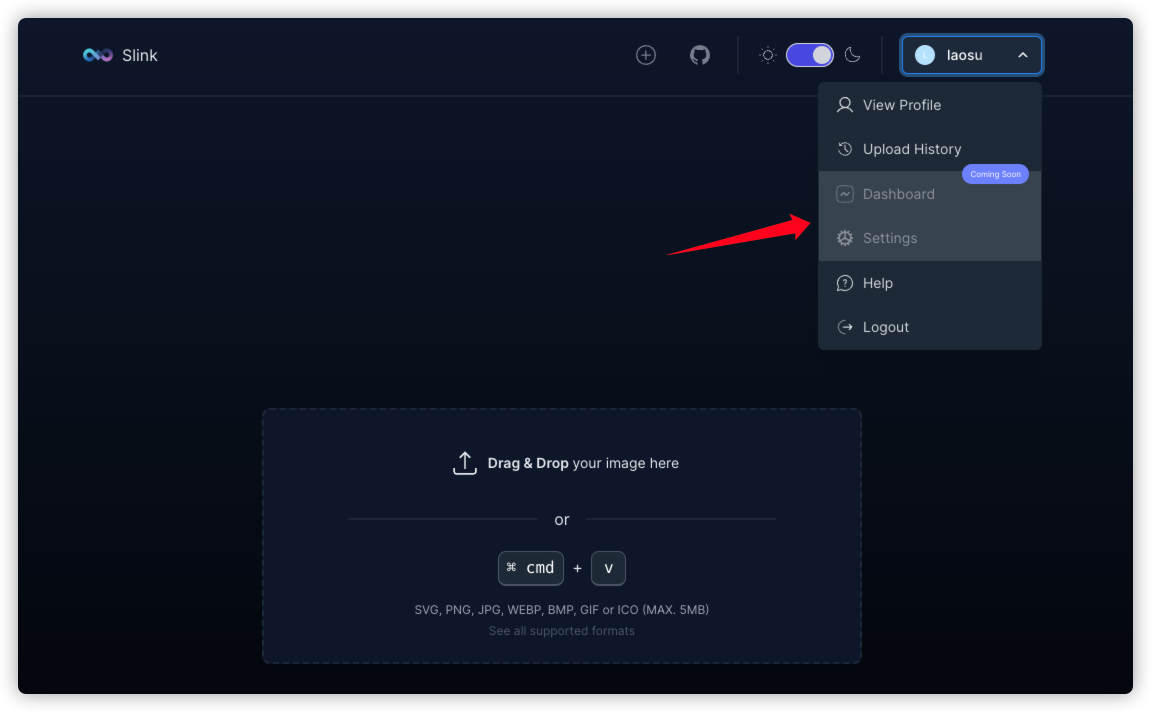 Slink
laosu
View Profile
Upload History
Coming Soon
Dashboard
Settings
Help
Logout
Drag & Drop your image here
or
⌘ cmd + v
SVG, PNG, JPG, WEBP, BMP, GIF or ICO (MAX. 5MB)
See all supported formats